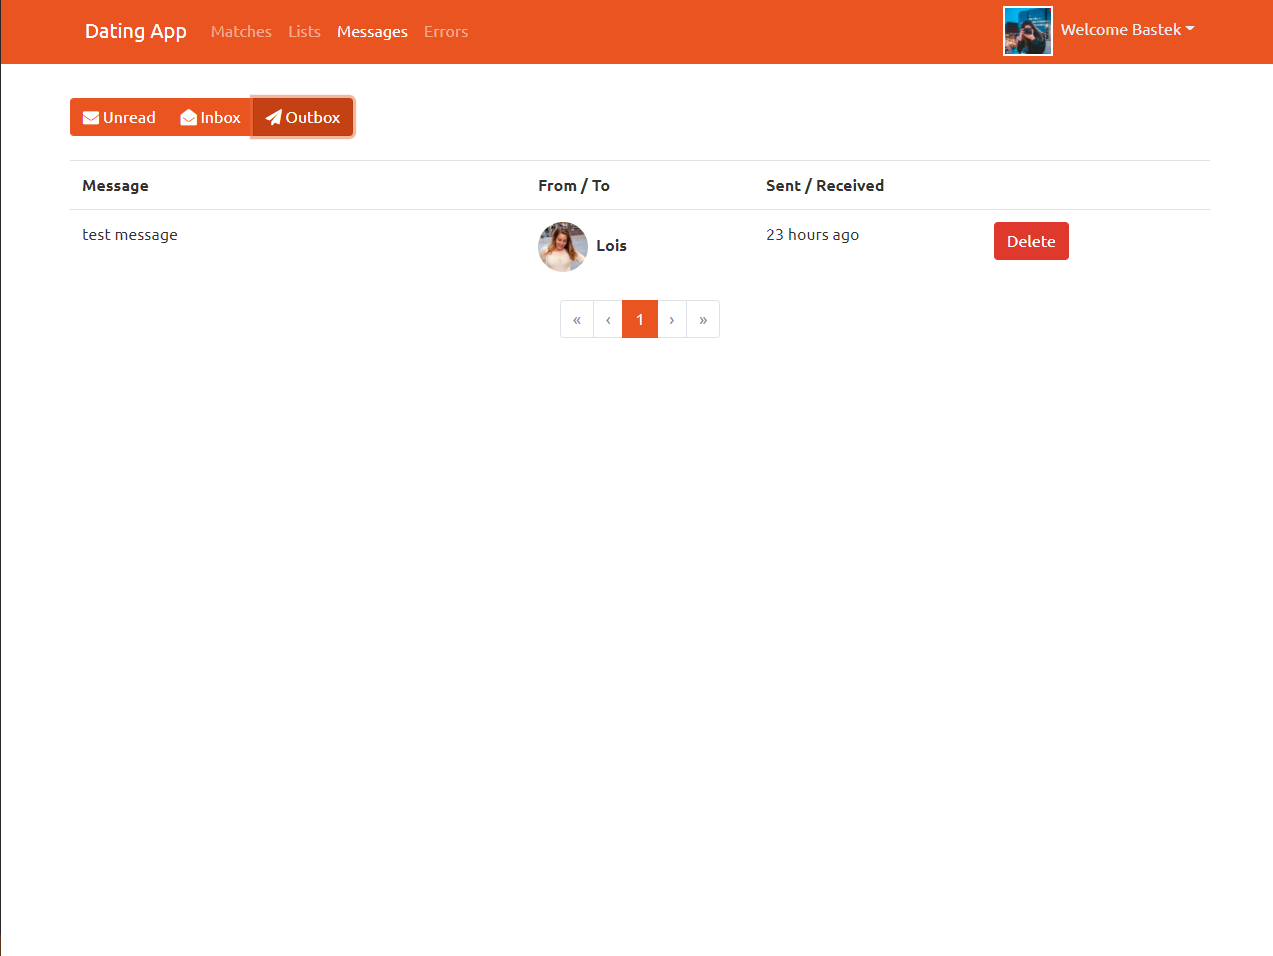 Dating App Matches Lists Messages Errors Welcome Bastek
Unread Inbox Outbox
Message From / To Sent / Received
test message Lois 23 hours ago Delete
« ‹ 1 › »